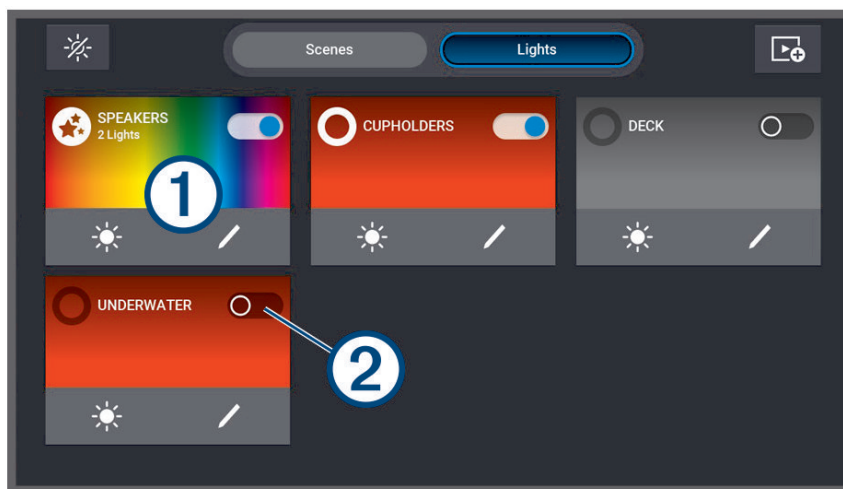 Scenes
Lights
SPEAKERS
2 Lights
CUPHOLDERS
DECK
1
UNDERWATER
2